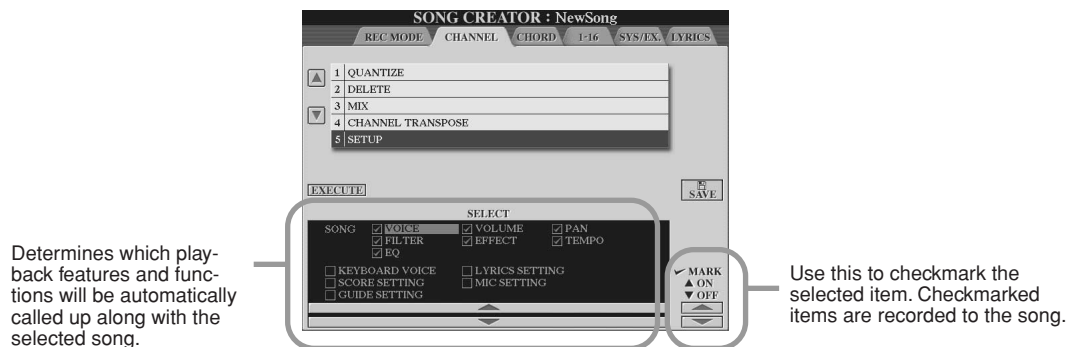 SONG CREATOR : NewSong
REC MODE CHANNEL CHORD 1-16 SYS/EX. LYRICS
1 QUANTIZE
2 DELETE
3 MIX
4 CHANNEL TRANSPOSE
5 SETUP
EXECUTE
SAVE
SELECT
SONG VOICE VOLUME PAN
FILTER EFFECT TEMPO
EQ
KEYBOARD VOICE LYRICS SETTING
SCORE SETTING MIC SETTING
GUIDE SETTING
MARK
▲ ON
▼ OFF
Determines which play-
back features and func-
tions will be automatically
called up along with the
selected song.
Use this to checkmark the
selected item. Checkmarked
items are recorded to the song.